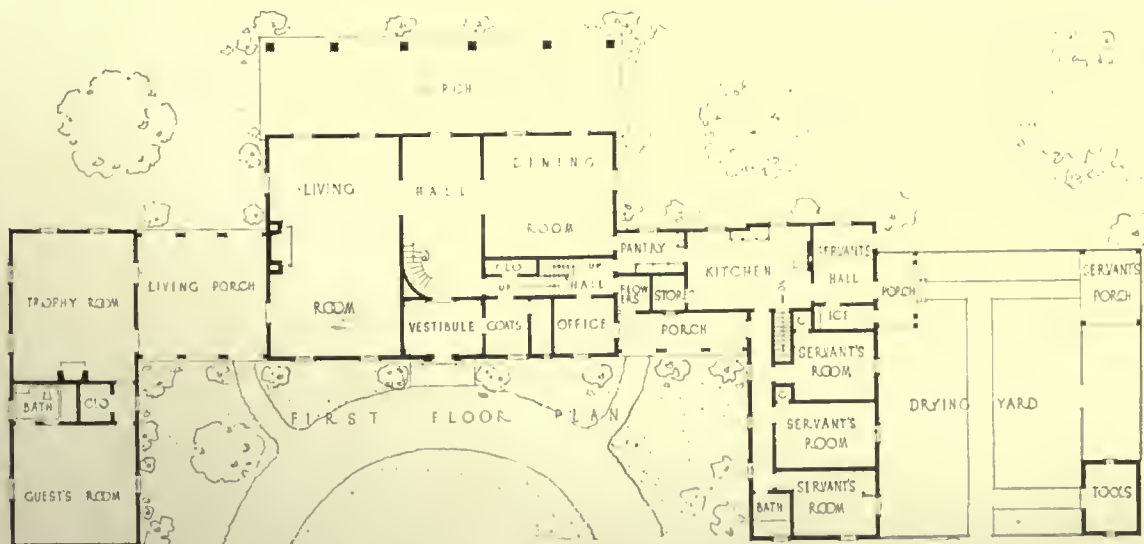 LIVING
HALL
DINING
ROOM
TROPHY ROOM
LIVING PORCH
ROOM
CLO
UP
UP
HALL
VESTIBULE
COATS
OFFICE
PANTRY
FLOW
ERS
STORE
KITCHEN
PORCH
SERVANTS
HALL
ICE
C
PORCH
SERVANTS
PORCH
SERVANT'S
ROOM
C
SERVANT'S
ROOM
SERVANT'S
ROOM
BATH
DRYING YARD
TOOLS
BATH
CLO
GUEST'S ROOM
FIRST FLOOR PLAN